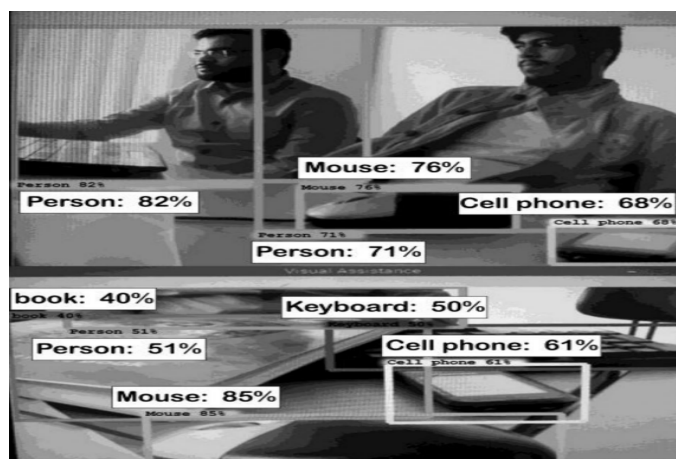 Mouse: 76%
Person 82%
Mouse 76%
Person: 82%
Cell phone: 68%
Cell phone 68%
Person 71%
Person: 71%
Visual Assistance
book: 40%
Keyboard: 50%
book 40%
Keyboard 50%
Person 51%
Person: 51%
Cell phone: 61%
Cell phone 61%
Mouse: 85%
Mouse 85%